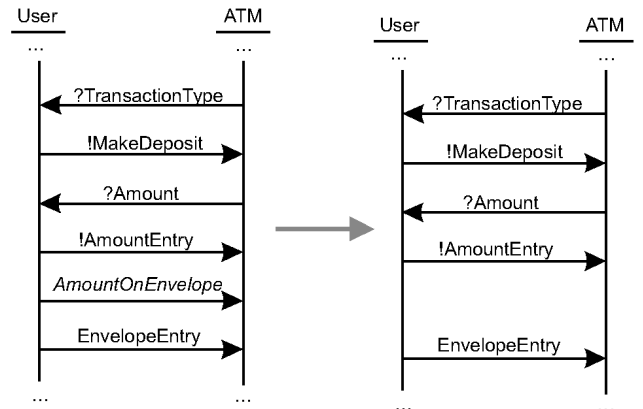 User ATM
... ...
?TransactionType
!MakeDeposit
?Amount
!AmountEntry
AmountOnEnvelope
EnvelopeEntry
... ...
User ATM
... ...
?TransactionType
!MakeDeposit
?Amount
!AmountEntry
EnvelopeEntry
... ...